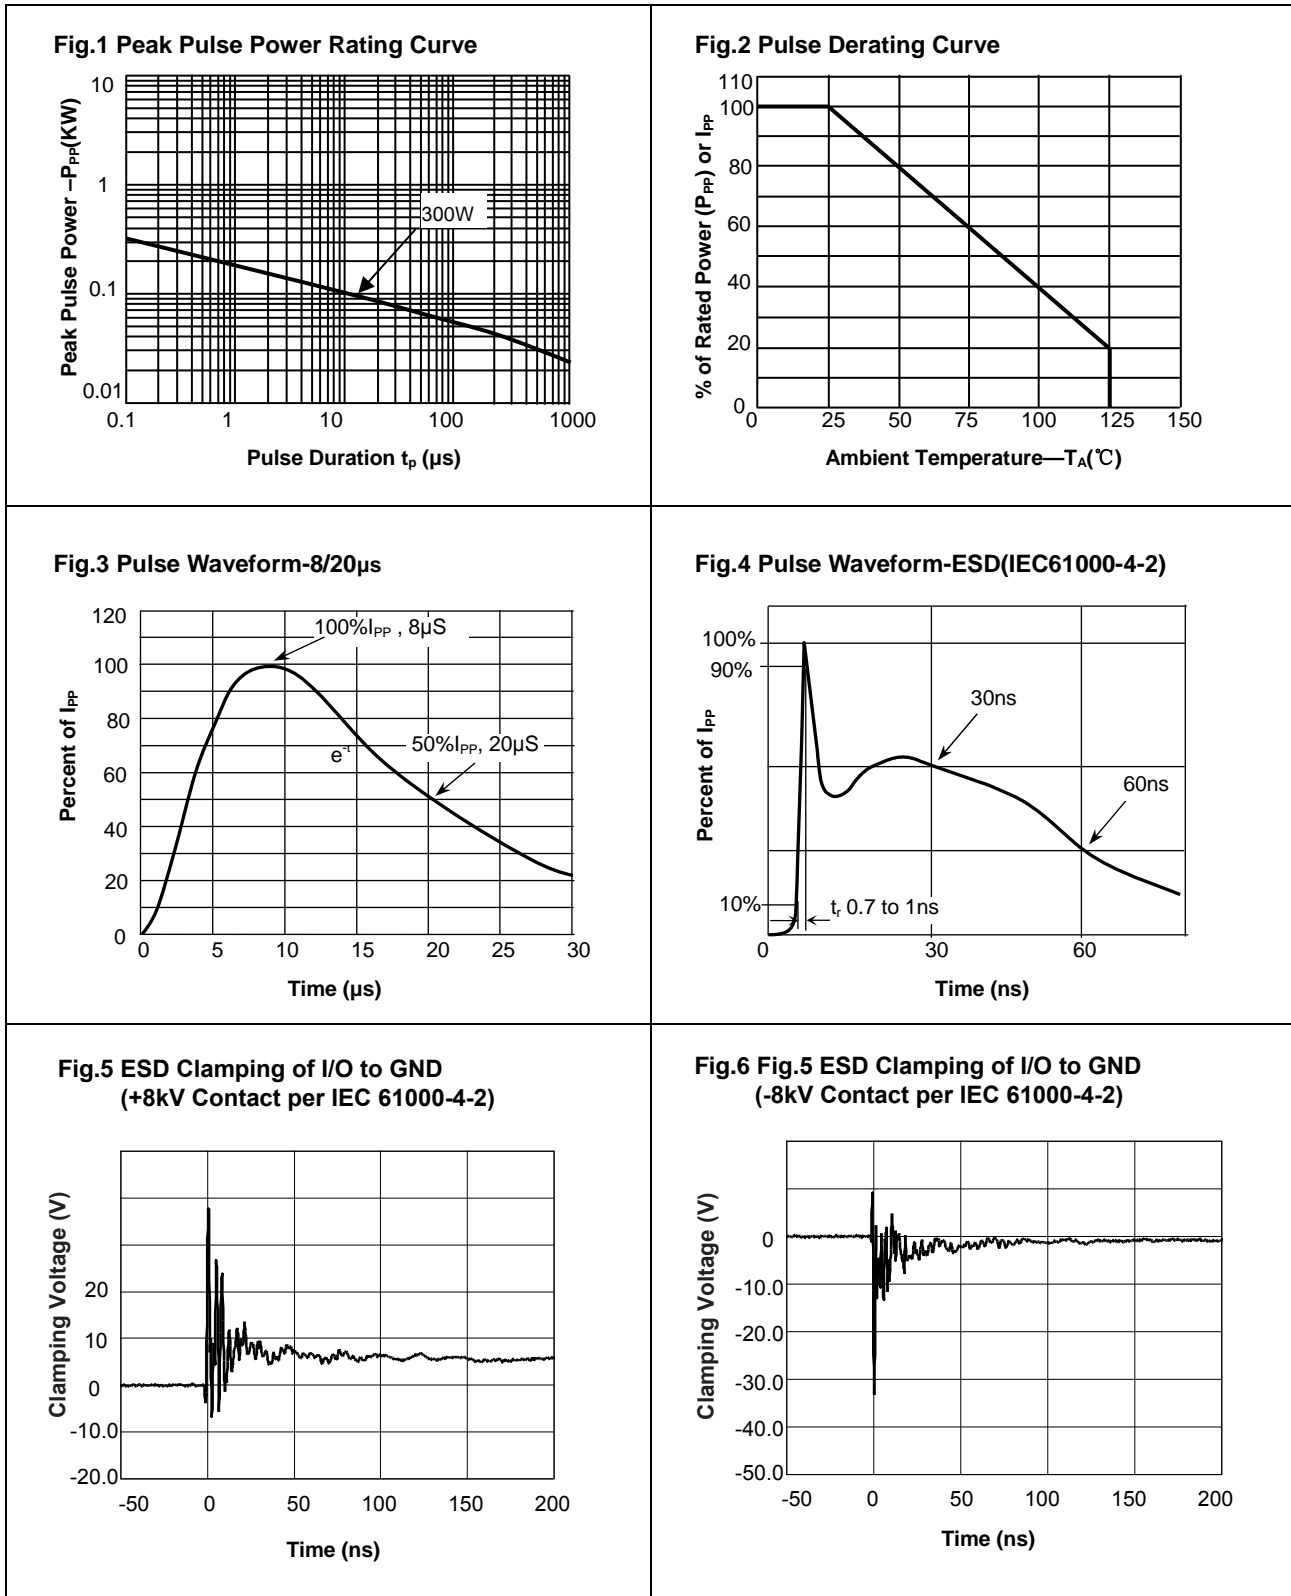 Fig.1 Peak Pulse Power Rating Curve
Peak Pulse Power –PPP(KW)
10
1
0.1
0.01
300W
0.1 1 10 100 1000
Pulse Duration tp (µs)
Fig.2 Pulse Derating Curve
% of Rated Power (PPP) or IPP
110
100
80
60
40
20
0
0 25 50 75 100 125 150
Ambient Temperature—TA(℃)
Fig.3 Pulse Waveform-8/20µs
Percent of IPP
120
100
80
60
40
20
0
100%IPP , 8µS
e-t
50%IPP, 20µS
0 5 10 15 20 25 30
Time (µs)
Fig.4 Pulse Waveform-ESD(IEC61000-4-2)
Percent of IPP
100%
90%
10%
30ns
60ns
tr 0.7 to 1ns
0 30 60
Time (ns)
Fig.5 ESD Clamping of I/O to GND
(+8kV Contact per IEC 61000-4-2)
Clamping Voltage (V)
20
10
0
-10.0
-20.0
-50 0 50 100 150 200
Time (ns)
Fig.6 Fig.5 ESD Clamping of I/O to GND
(-8kV Contact per IEC 61000-4-2)
Clamping Voltage (V)
0
-10.0
-20.0
-30.0
-40.0
-50.0
-50 0 50 100 150 200
Time (ns)